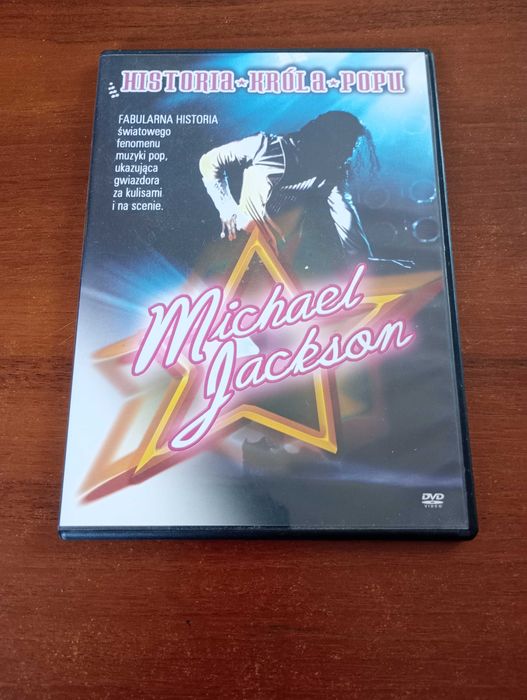 HISTORIA★KRÓLA★POPU
FABULARNA HISTORIA
światowego
fenomenu
muzyki pop,
ukazująca
gwiazdora
za kulisami
i na scenie.
Michael
Jackson
DVD
VIDEO